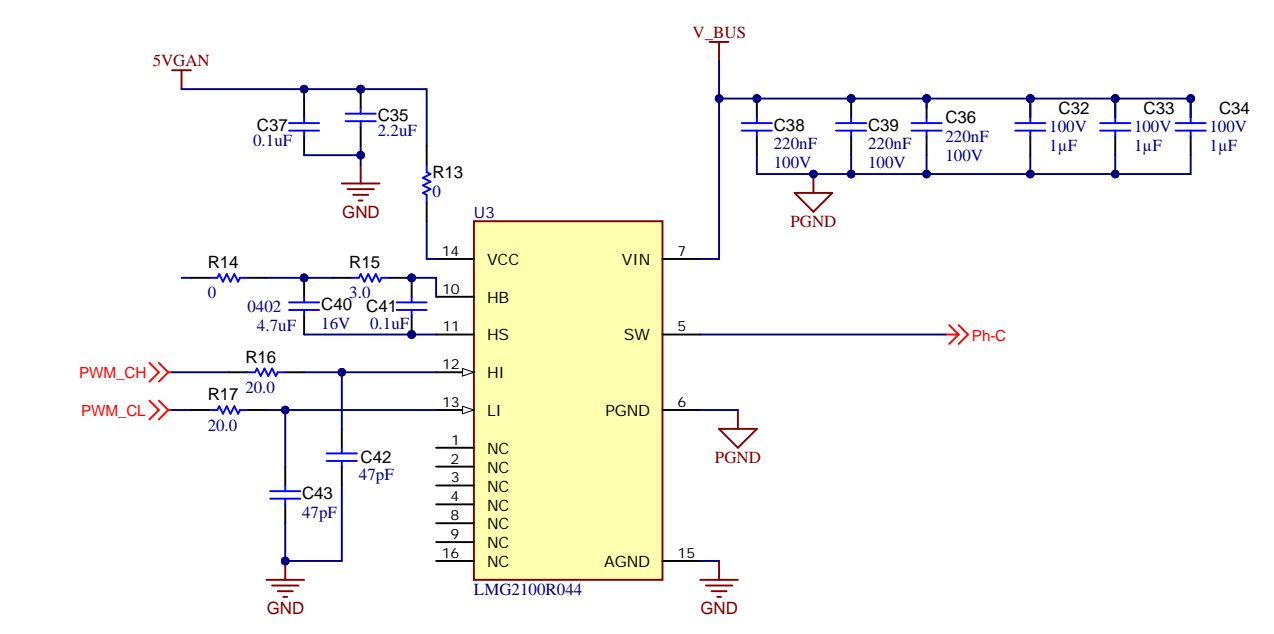 V_BUS
5VGAN
C37
0.1uF
C35
2.2uF
GND
R13
0
C38
220nF
100V
C39
220nF
100V
C36
220nF
100V
C32
100V
1µF
C33
100V
1µF
C34
100V
1µF
PGND
U3
14 VCC
VIN 7
R14
0
R15
3.0
10 HB
0402
4.7uF
C40
16V
C41
0.1uF
11 HS
SW 5
Ph-C
PWM_CH
R16
20.0
12 HI
PWM_CL
R17
20.0
13 LI
PGND 6
PGND
1 NC
2 NC
3 NC
4 NC
8 NC
9 NC
16 NC
C42
47pF
C43
47pF
GND
AGND 15
GND
LMG2100R044